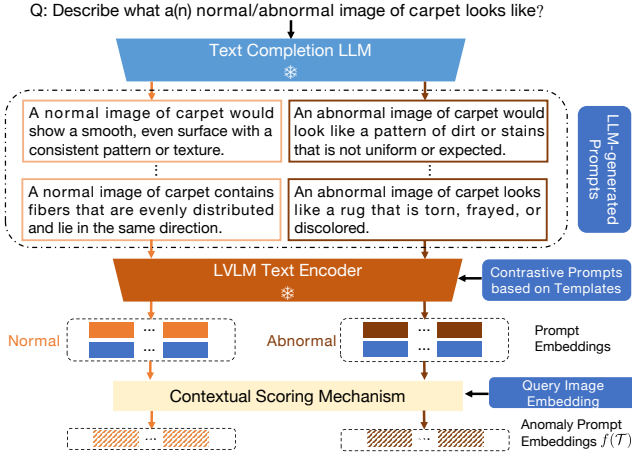 Q: Describe what a(n) normal/abnormal image of carpet looks like?
Text Completion LLM
A normal image of carpet would
show a smooth, even surface with a
consistent pattern or texture.
An abnormal image of carpet would
look like a pattern of dirt or stains
that is not uniform or expected.
...
...
A normal image of carpet contains
fibers that are evenly distributed
and lie in the same direction.
An abnormal image of carpet looks
like a rug that is torn, frayed, or
discolored.
LLM-generated
Prompts
LVLM Text Encoder
Contrastive Prompts
based on Templates
Normal
...
...
Abnormal
...
...
Prompt
Embeddings
Contextual Scoring Mechanism
Query Image
Embedding
...
...
Anomaly Prompt
Embeddings f(𝒯)